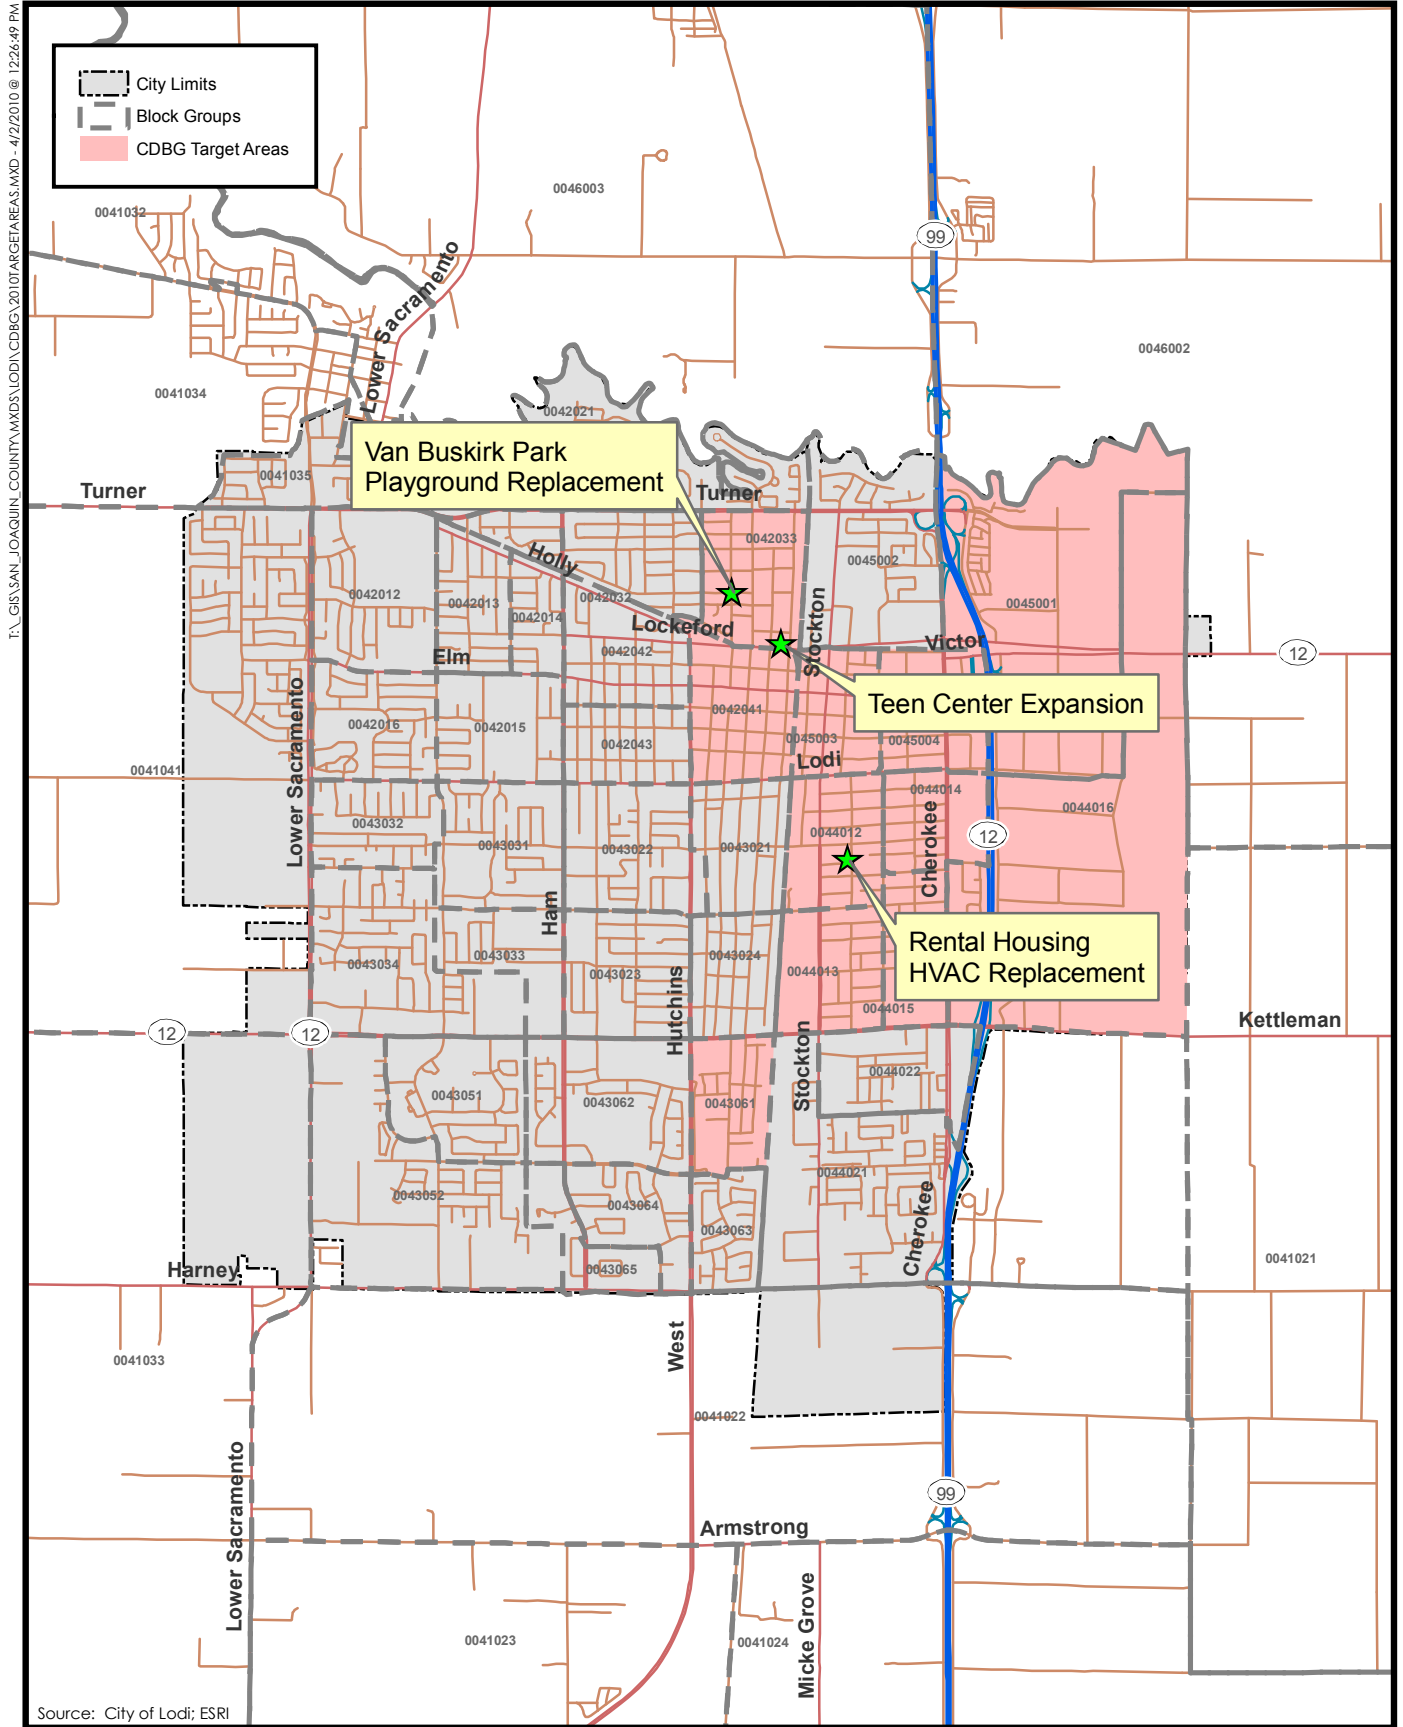 T:\_GIS\SAN_JOAQUIN_COUNTY\MXDS\LODI\CDBG\2010TARGETAREAS.MXD - 4/2/2010 @ 12:26:49 PM
City Limits
Block Groups
CDBG Target Areas
0046003
0041032
99
Lower Sacramento
0046002
0041034
0042021
Van Buskirk Park
Playground Replacement
0041035
Turner
Turner
0042033
Holly
0045002
0042012
0042013
0042032
0045001
0042014
Stockton
Lockeford
Victor
0042042
12
Elm
Teen Center Expansion
Lower Sacramento
0042041
0042016
0042015
0042043
0045003
0045004
Lodi
0041041
0044014
0044016
0043032
0044012
12
0043031
0043022
0043021
Cherokee
Ham
Rental Housing
HVAC Replacement
0043033
0043024
0043034
0043023
0044013
Hutchins
0044015
Kettleman
12
12
Stockton
0044022
0043051
0043062
0043061
0044021
0043052
0043064
Cherokee
0043063
0041021
Harney
0043065
West
0041033
0041022
Lower Sacramento
99
Armstrong
Micke Grove
0041023
0041024
Source: City of Lodi; ESRI